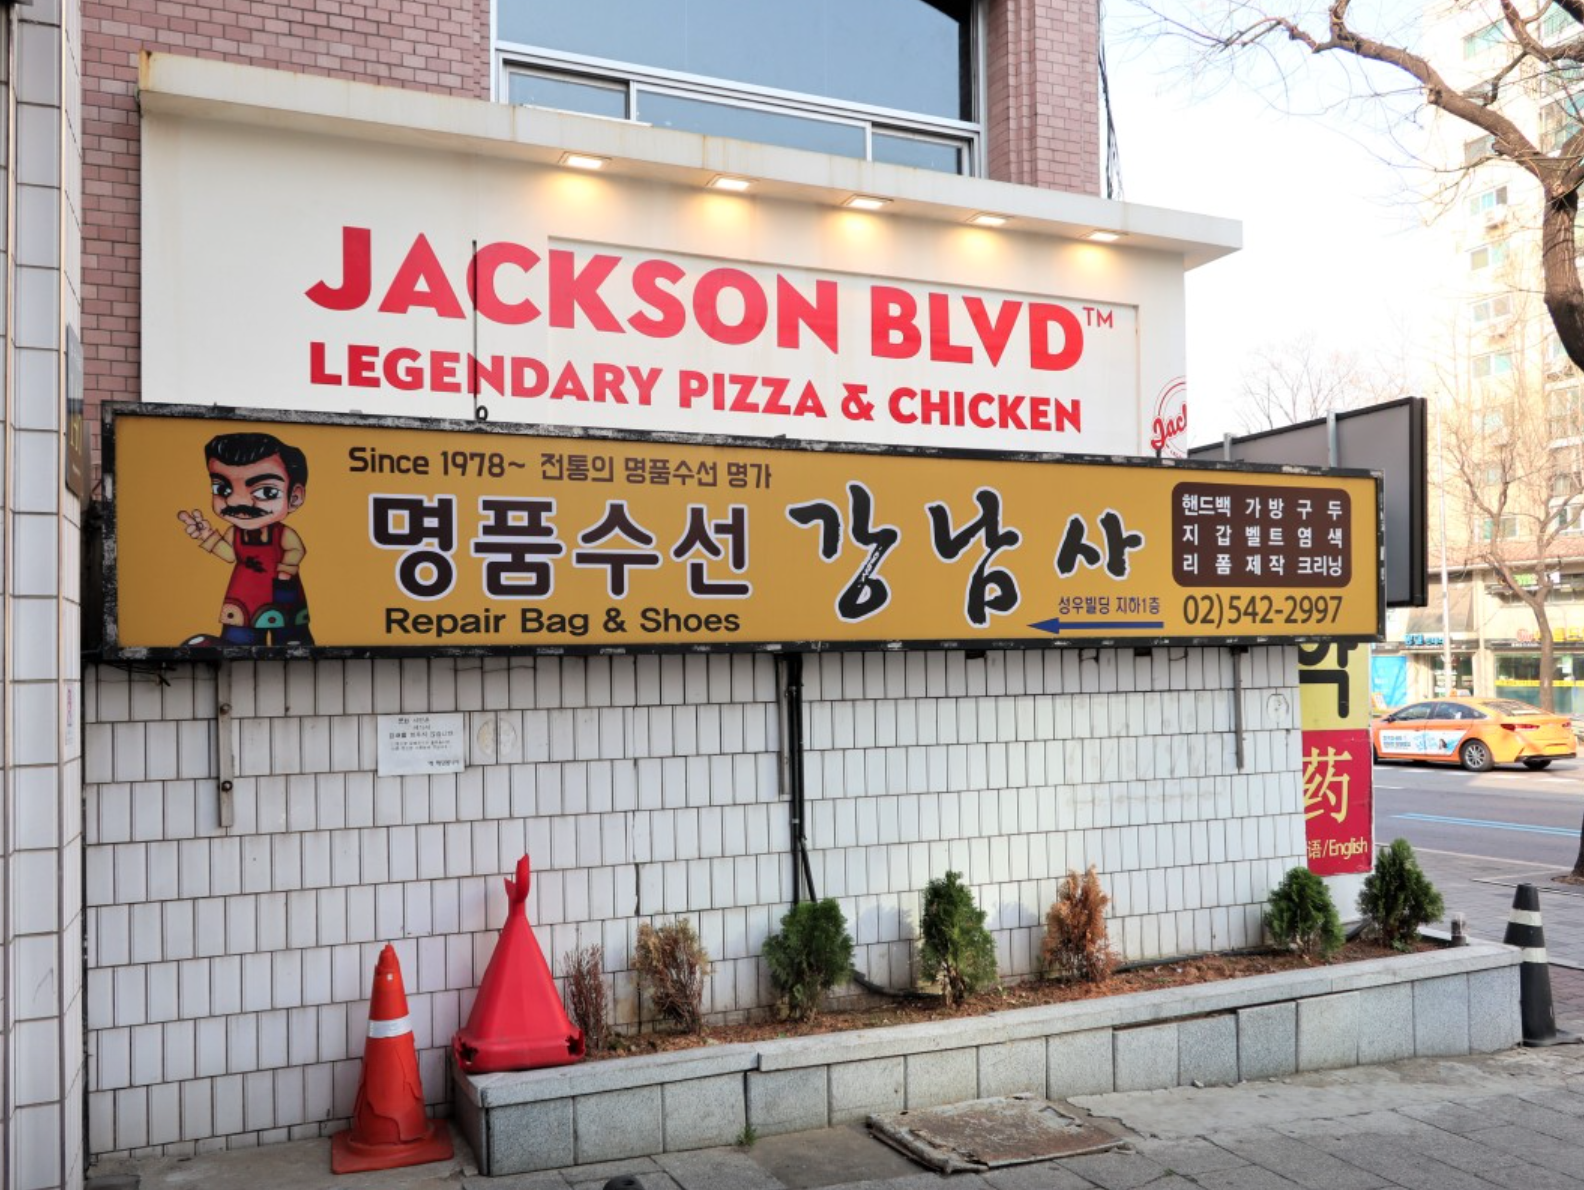 JACKSON BLVD™
LEGENDARY PIZZA & CHICKEN
Jack
Since 1978~ 전통의 명품수선 명가
명품수선 강남사
Repair Bag & Shoes
성우빌딩 지하1층
핸드백 가방 구두
지갑 벨트 염색
리폼 제작 크리닝
02)542-2997
약
药
语/English